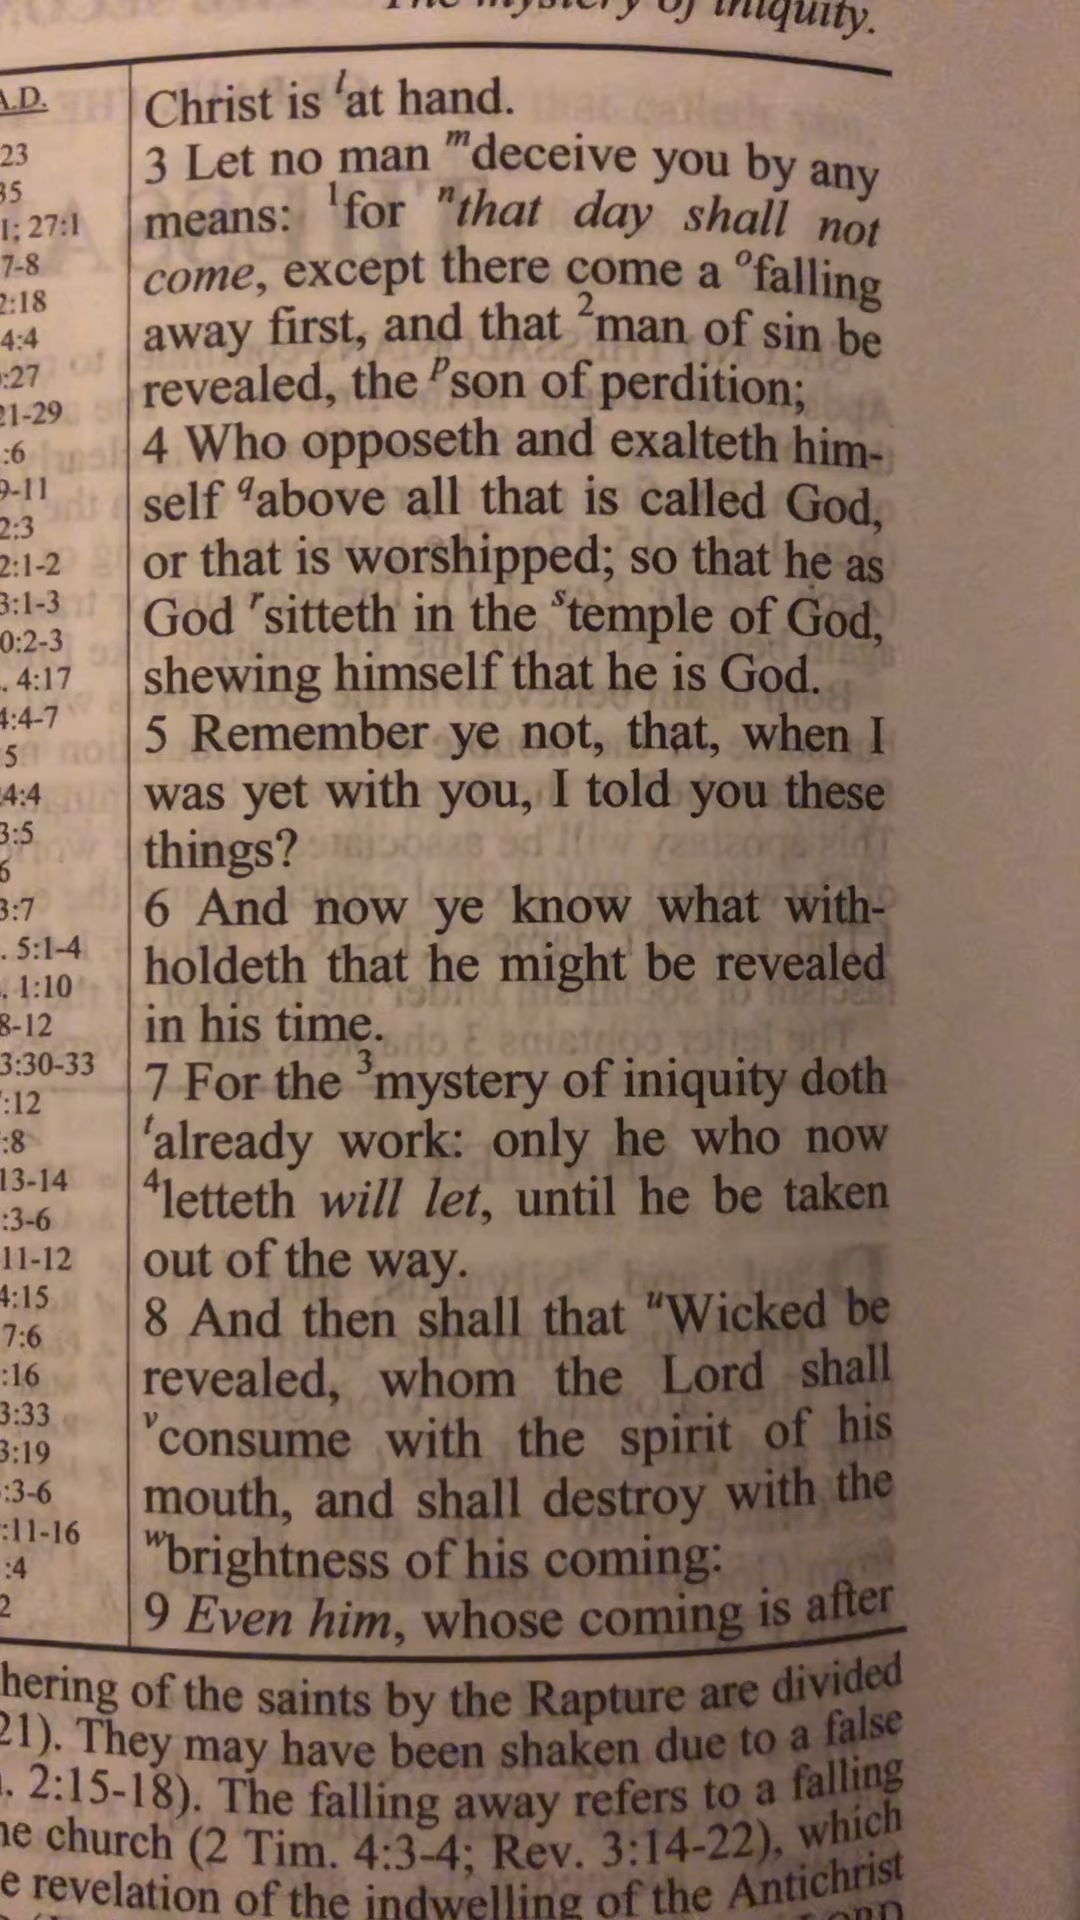 The mystery of iniquity.
A.D.
23
35
1; 27:1
7-8
2:18
4:4
:27
21-29
:6
9-11
2:3
2:1-2
3:1-3
0:2-3
. 4:17
4:4-7
5
4:4
3:5
6
3:7
. 5:1-4
. 1:10
8-12
3:30-33
:12
:8
13-14
:3-6
11-12
4:15
7:6
:16
3:33
3:19
:3-6
:11-16
:4
2
Christ is ˡat hand.
3 Let no man ᵐdeceive you by any
means: ¹for ⁿthat day shall not
come, except there come a ᵒfalling
away first, and that ²man of sin be
revealed, the ᵖson of perdition;
4 Who opposeth and exalteth him-
self qabove all that is called God,
or that is worshipped; so that he as
God ʳsitteth in the ˢtemple of God,
shewing himself that he is God.
5 Remember ye not, that, when I
was yet with you, I told you these
things?
6 And now ye know what with-
holdeth that he might be revealed
in his time.
7 For the ³mystery of iniquity doth
ᵗalready work: only he who now
⁴letteth will let, until he be taken
out of the way.
8 And then shall that ᵘWicked be
revealed, whom the Lord shall
ᵛconsume with the spirit of his
mouth, and shall destroy with the
ʷbrightness of his coming:
9 Even him, whose coming is after
hering of the saints by the Rapture are divided
21). They may have been shaken due to a false
. 2:15-18). The falling away refers to a falling
he church (2 Tim. 4:3-4; Rev. 3:14-22), which
e revelation of the indwelling of the Antichrist